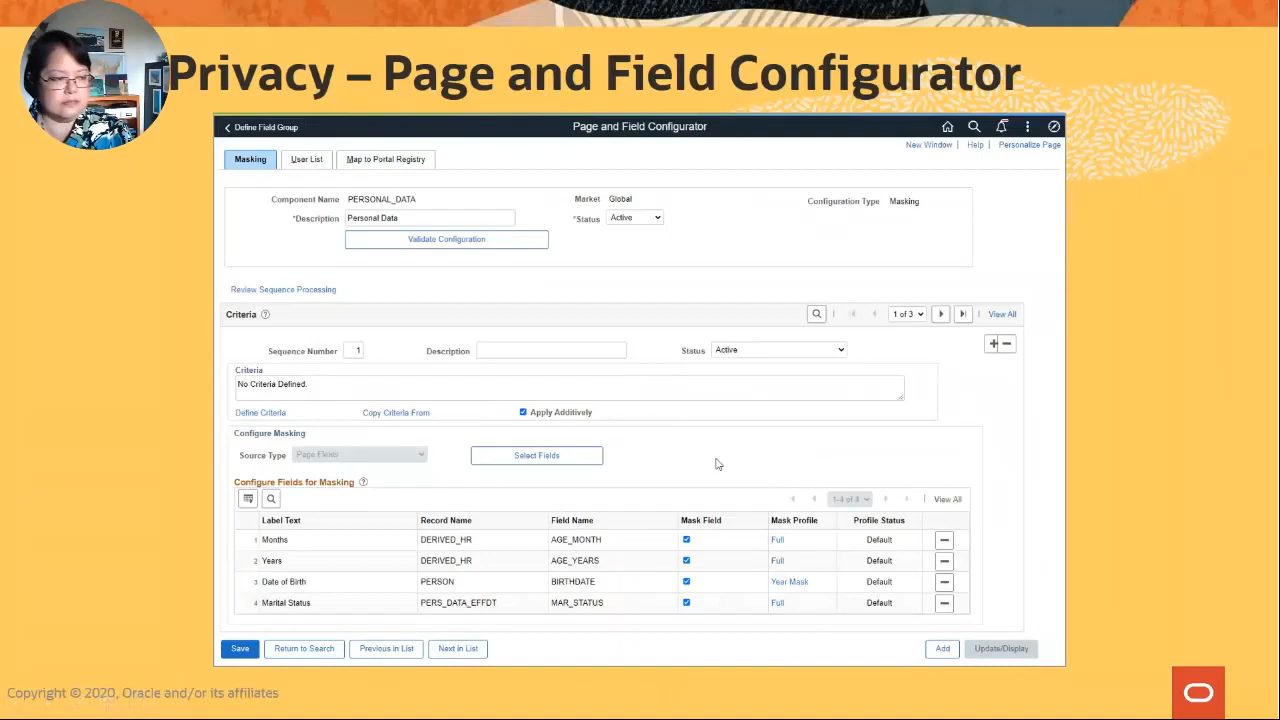 Privacy – Page and Field Configurator
Define Field Group
Page and Field Configurator
New Window | Help | Personalize Page
Masking User List Map to Portal Registry
Component Name PERSONAL_DATA Market Global Configuration Type Masking
*Description Personal Data *Status Active
Validate Configuration
Review Sequence Processing
Criteria
1 of 3
View All
Sequence Number 1 Description Status Active
Criteria
No Criteria Defined.
Define Criteria Copy Criteria From Apply Additively
Configure Masking
Source Type Page Fields Select Fields
Configure Fields for Masking
1-4 of 4 View All
Label Text Record Name Field Name Mask Field Mask Profile Profile Status
1 Months DERIVED_HR AGE_MONTH Full Default
2 Years DERIVED_HR AGE_YEARS Full Default
3 Date of Birth PERSON BIRTHDATE Year Mask Default
4 Marital Status PERS_DATA_EFFDT MAR_STATUS Full Default
Save Return to Search Previous in List Next in List Add Update/Display
Copyright © 2020, Oracle and/or its affiliates